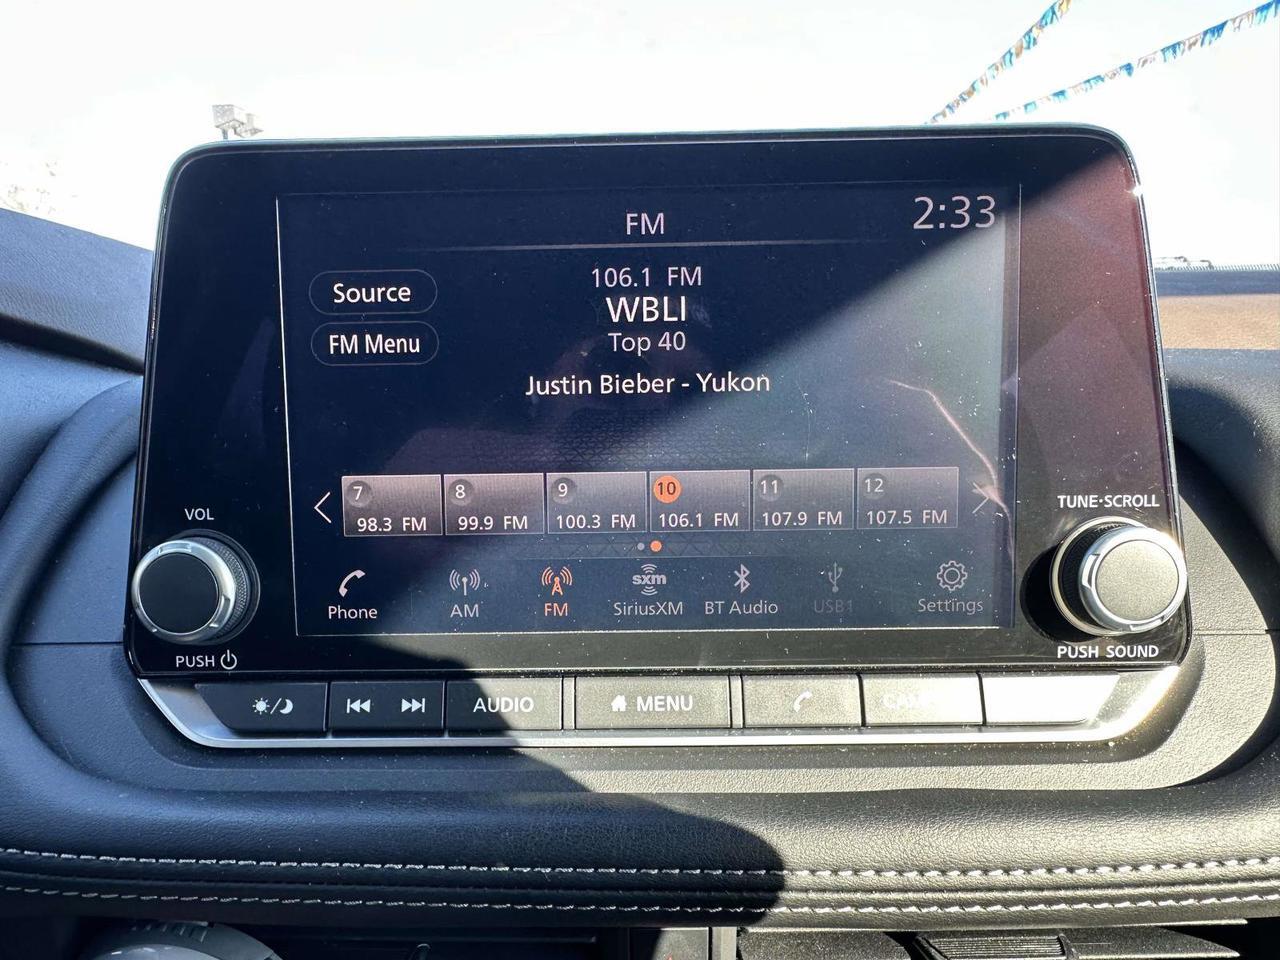 FM
2:33
Source
FM Menu
106.1 FM
WBLI
Top 40
Justin Bieber - Yukon
7
98.3 FM
8
99.9 FM
9
100.3 FM
10
106.1 FM
11
107.9 FM
12
107.5 FM
Phone
AM
FM
sxm
SiriusXM
BT Audio
USB1
Settings
VOL
PUSH
TUNE·SCROLL
PUSH SOUND
AUDIO
MENU